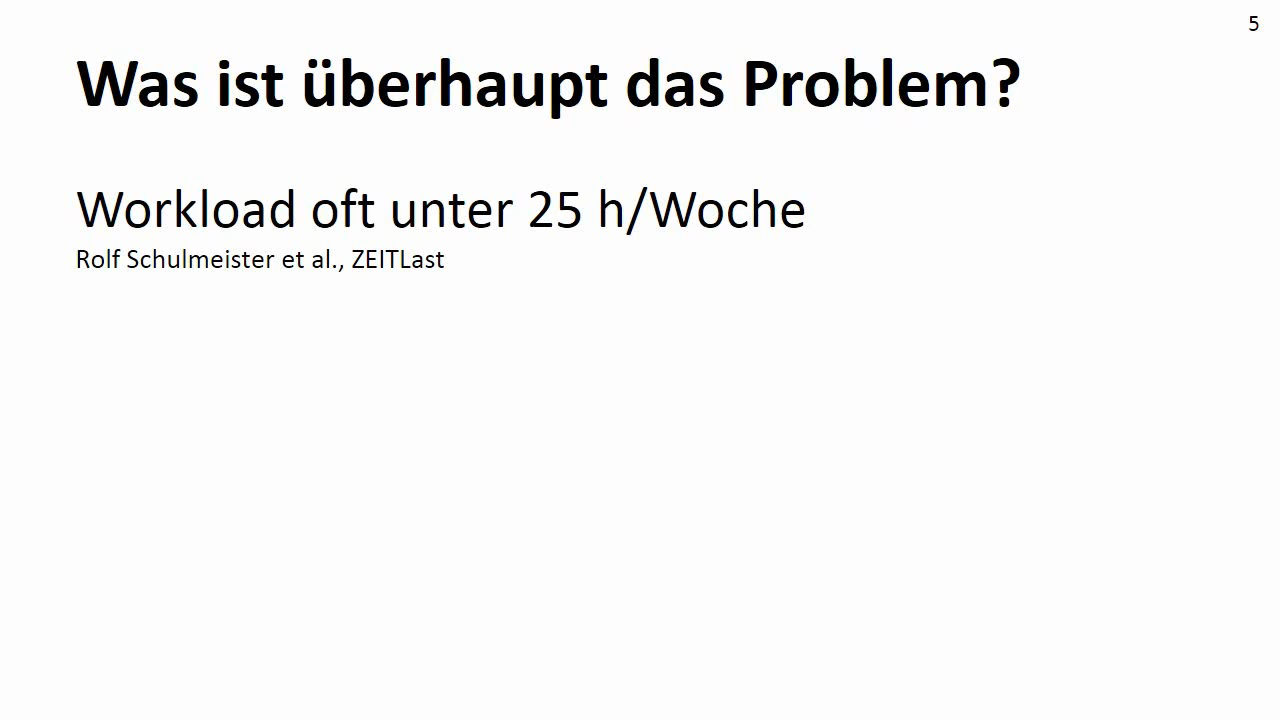 5
Was ist überhaupt das Problem?
Workload oft unter 25 h/Woche
Rolf Schulmeister et al., ZEITLast